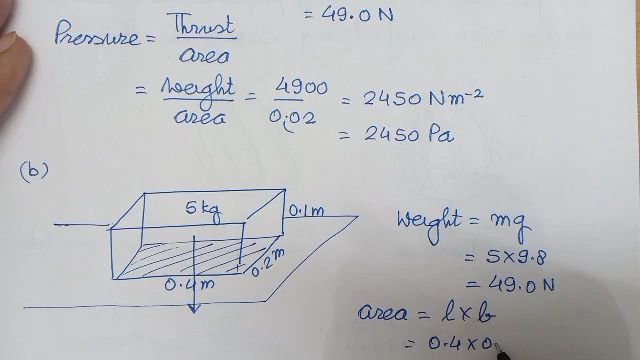 = 49.0 N
Pressure = Thrust / area
= weight / area = 4900 / 0.02 = 2450 Nm⁻²
= 2450 Pa
(b)
5 kg
0.1 m
0.2 m
0.4 m
weight = mg
= 5 × 9.8
= 49.0 N
area = l × b
= 0.4 × 0